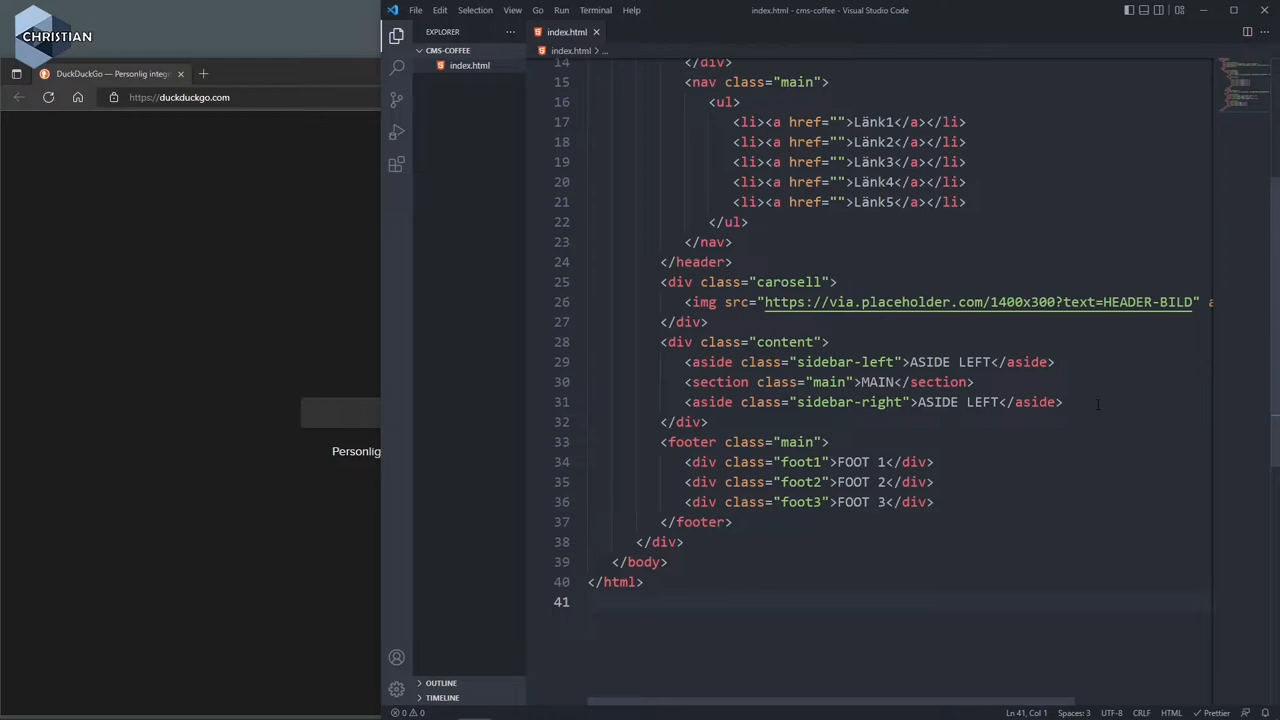 CHRISTIAN
DuckDuckGo — Personlig integ
https://duckduckgo.com
Personlig
File Edit Selection View Go Run Terminal Help
index.html - cms-coffee - Visual Studio Code
EXPLORER
CMS-COFFEE
index.html
OUTLINE
TIMELINE
index.html
index.html > ...
14 </div>
15 <nav class="main">
16 <ul>
17 <li><a href="">Länk1</a></li>
18 <li><a href="">Länk2</a></li>
19 <li><a href="">Länk3</a></li>
20 <li><a href="">Länk4</a></li>
21 <li><a href="">Länk5</a></li>
22 </ul>
23 </nav>
24 </header>
25 <div class="carosell">
26 <img src="https://via.placeholder.com/1400x300?text=HEADER-BILD" a
27 </div>
28 <div class="content">
29 <aside class="sidebar-left">ASIDE LEFT</aside>
30 <section class="main">MAIN</section>
31 <aside class="sidebar-right">ASIDE LEFT</aside>
32 </div>
33 <footer class="main">
34 <div class="foot1">FOOT 1</div>
35 <div class="foot2">FOOT 2</div>
36 <div class="foot3">FOOT 3</div>
37 </footer>
38 </div>
39 </body>
40 </html>
41
0 0 Ln 41, Col 1 Spaces: 3 UTF-8 CRLF HTML Prettier